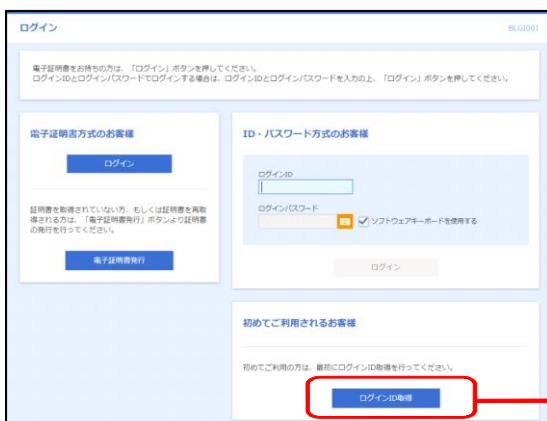 ログイン
BLGI001
電子証明書をお持ちの方は、「ログイン」ボタンを押してください。
ログインIDとログインパスワードでログインする場合は、ログインIDとログインパスワードを入力の上、「ログイン」ボタンを押してください。
電子証明書方式のお客様
ログイン
証明書を取得されていない方、もしくは証明書を再取
得される方は、「電子証明書発行」ボタンより証明書
の発行を行ってください。
電子証明書発行
ID・パスワード方式のお客様
ログインID
ログインパスワード
ソフトウェアキーボードを使用する
ログイン
初めてご利用されるお客様
初めてご利用の方は、最初にログインID取得を行ってください。
ログインID取得